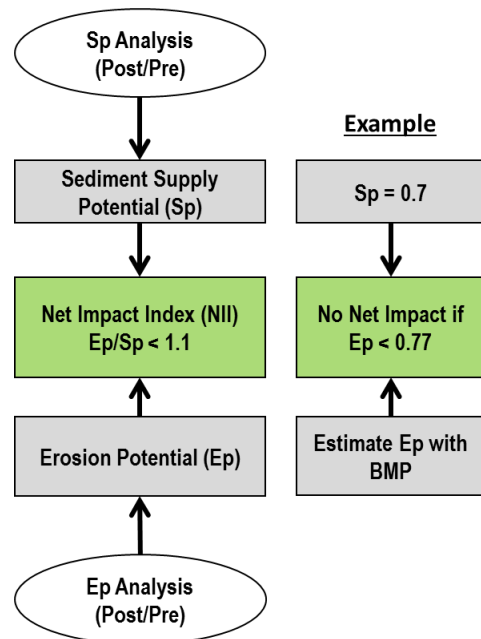 Sp Analysis
(Post/Pre)
Sediment Supply
Potential (Sp)
Net Impact Index (NII)
Ep/Sp < 1.1
Erosion Potential (Ep)
Ep Analysis
(Post/Pre)
Example
Sp = 0.7
No Net Impact if
Ep < 0.77
Estimate Ep with
BMP